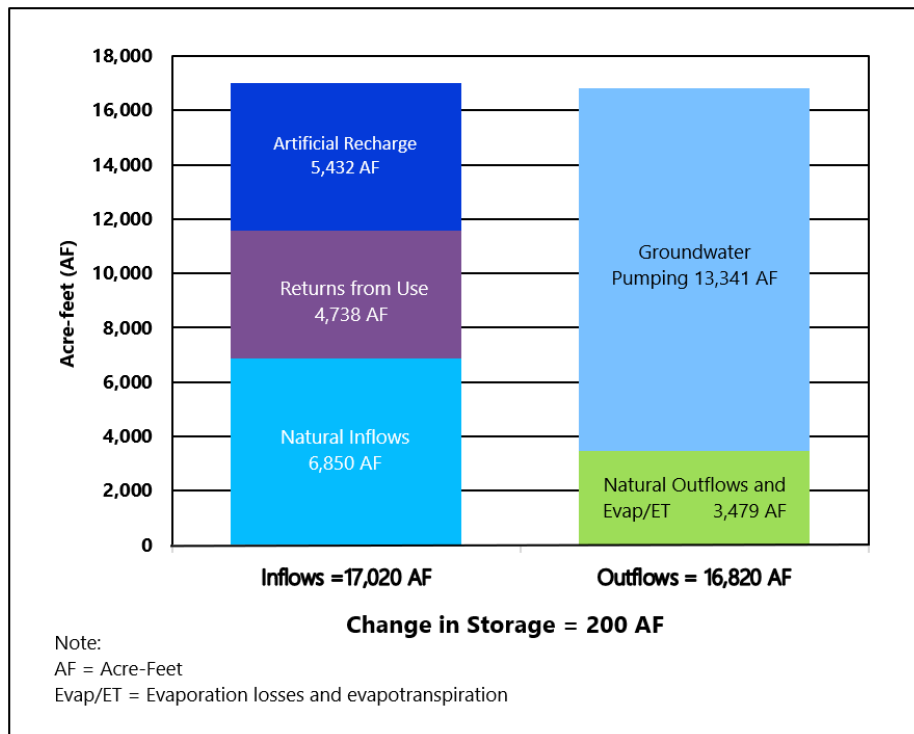 18,000
16,000
14,000
12,000
10,000
8,000
6,000
4,000
2,000
0
Acre-feet (AF)
Artificial Recharge
5,432 AF
Returns from Use
4,738 AF
Natural Inflows
6,850 AF
Groundwater
Pumping 13,341 AF
Natural Outflows and
Evap/ET 3,479 AF
Inflows =17,020 AF
Outflows = 16,820 AF
Change in Storage = 200 AF
Note:
AF = Acre-Feet
Evap/ET = Evaporation losses and evapotranspiration